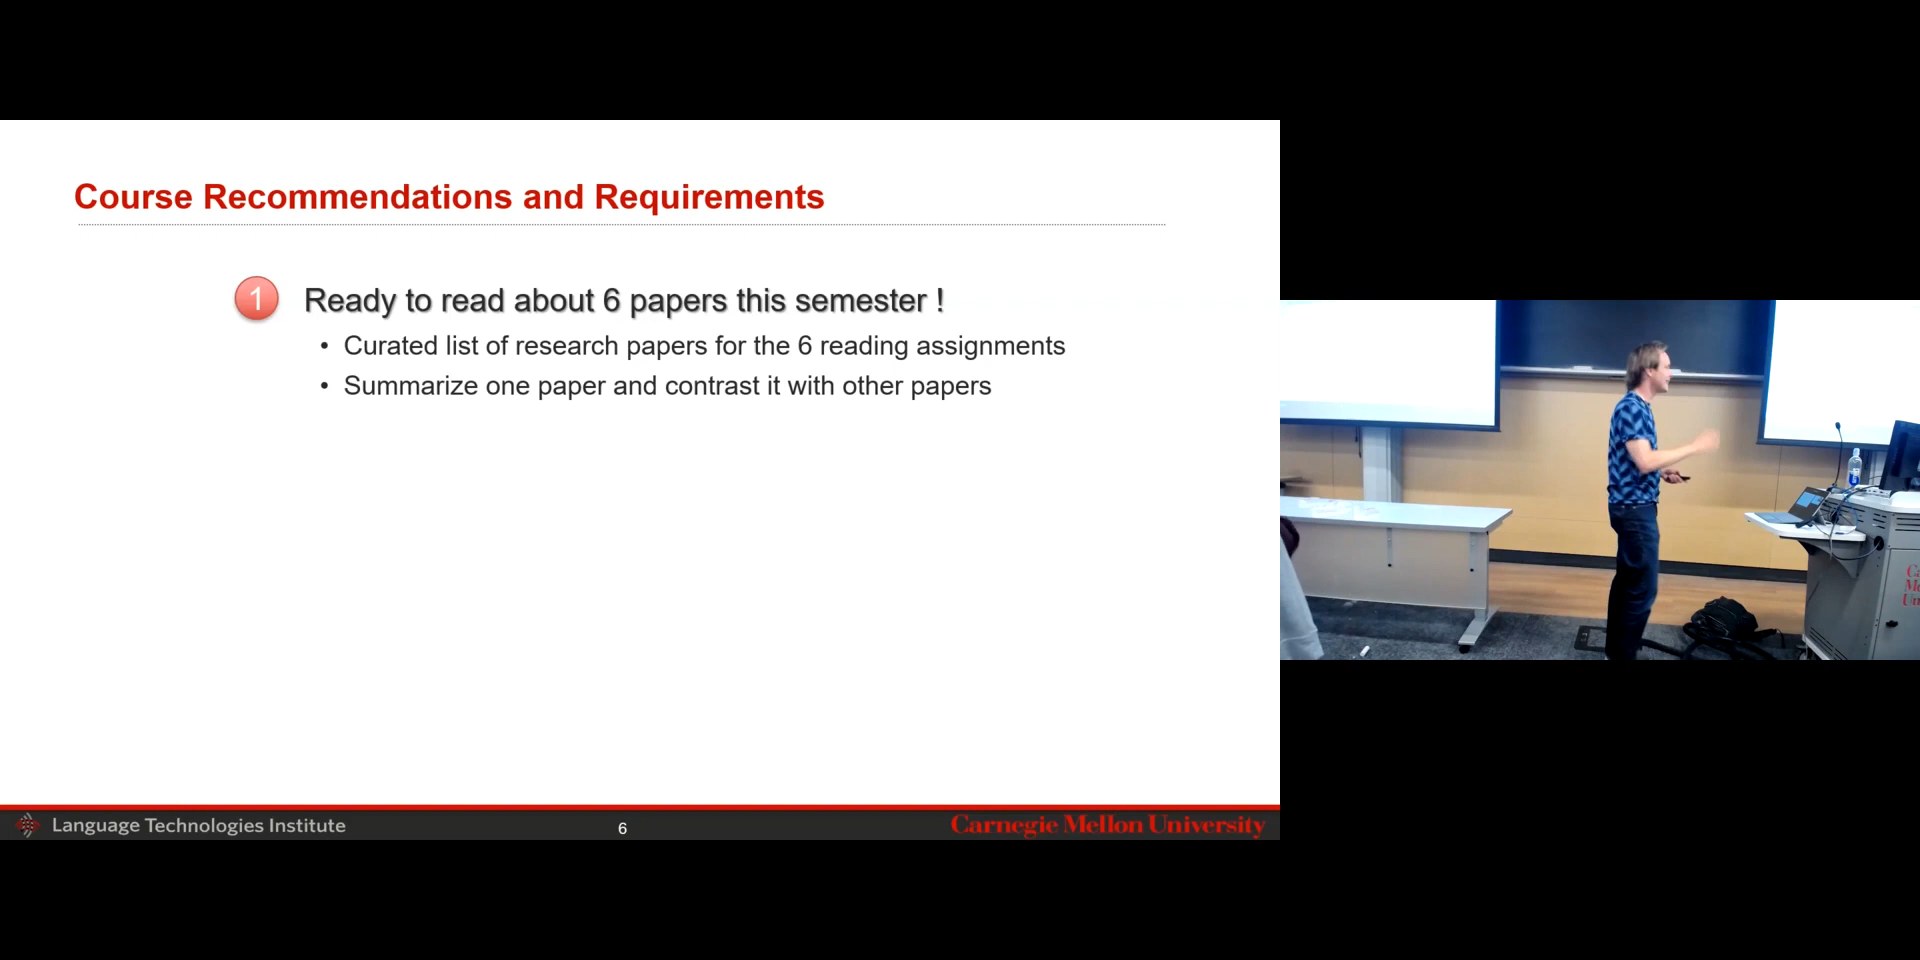 Course Recommendations and Requirements
1 Ready to read about 6 papers this semester !
• Curated list of research papers for the 6 reading assignments
• Summarize one paper and contrast it with other papers
Language Technologies Institute
6
Carnegie Mellon University